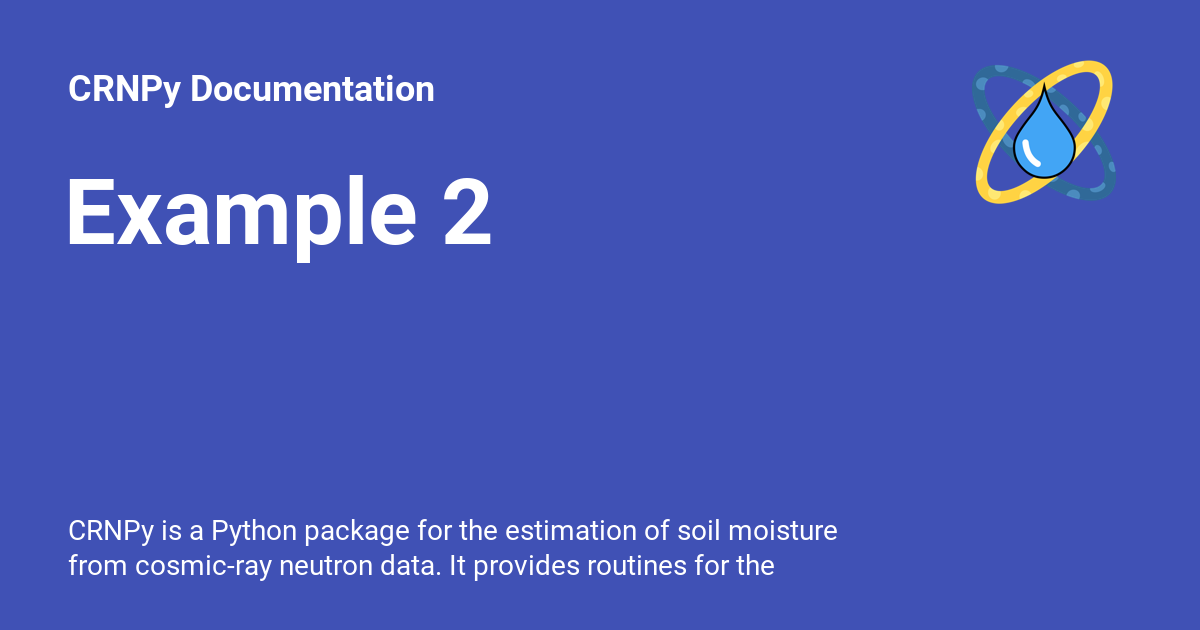 CRNPy Documentation
Example 2
CRNPy is a Python package for the estimation of soil moisture
from cosmic-ray neutron data. It provides routines for the